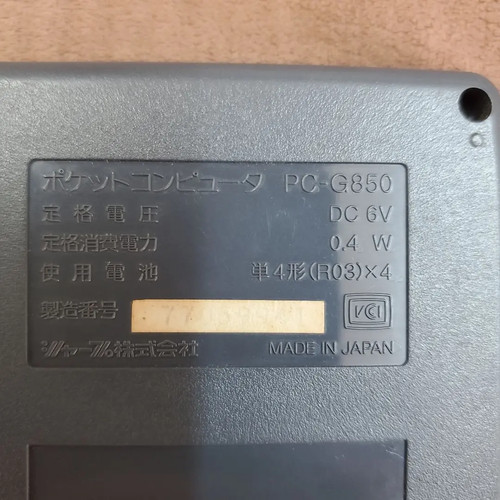 ポケットコンピュータ PC-G850
定格電圧 DC 6V
定格消費電力 0.4 W
使用電池 単4形(R03)×4
製造番号
VCI
シャープ株式会社 MADE IN JAPAN